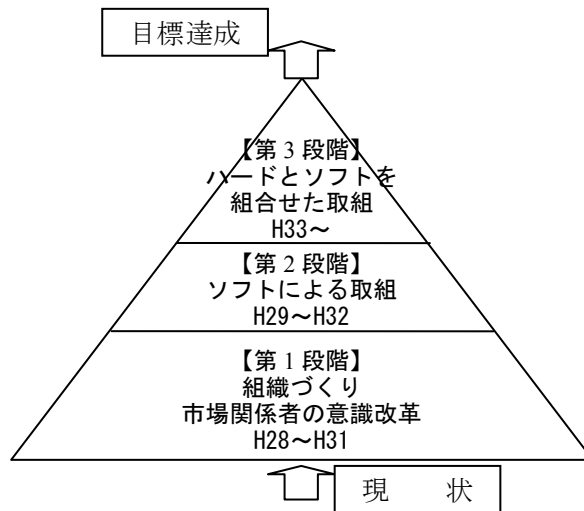 目標達成
【第３段階】
ハードとソフトを
組合せた取組
H33～
【第２段階】
ソフトによる取組
H29～H32
【第１段階】
組織づくり
市場関係者の意識改革
H28～H31
現　　状